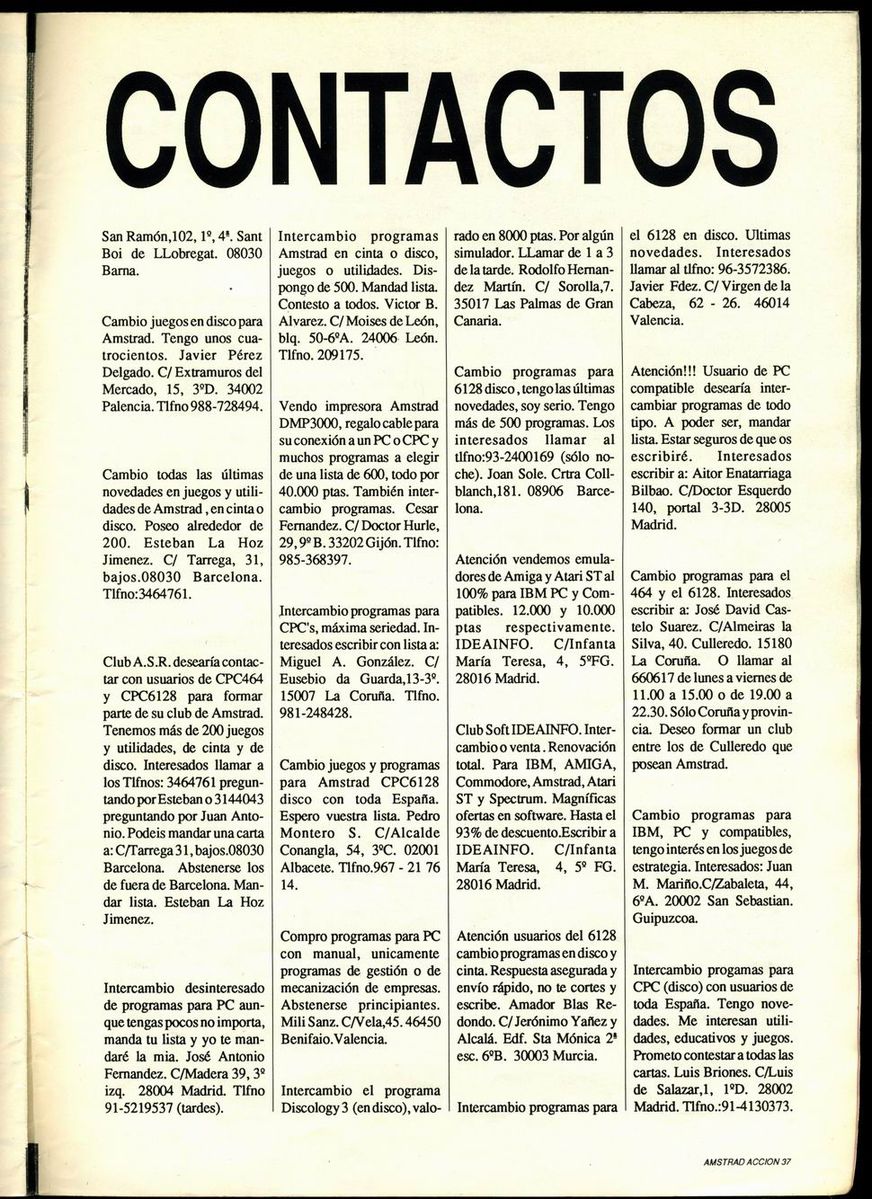 CONTACTOS
San Ramón,102, 1º, 4ª. Sant
Boi de LLobregat. 08030
Barna.
Cambio juegos en disco para
Amstrad. Tengo unos cua-
trocientos. Javier Pérez
Delgado. C/ Extramuros del
Mercado, 15, 3ºD. 34002
Palencia. Tlfno 988-728494.
Cambio todas las últimas
novedades en juegos y utili-
dades de Amstrad , en cinta o
disco. Poseo alrededor de
200. Esteban La Hoz
Jimenez. C/ Tarrega, 31,
bajos.08030 Barcelona.
Tlfno:3464761.
Club A.S.R. desearía contac-
tar con usuarios de CPC464
y CPC6128 para formar
parte de su club de Amstrad.
Tenemos más de 200 juegos
y utilidades, de cinta y de
disco. Interesados llamar a
los Tlfnos: 3464761 pregun-
tando por Esteban o 3144043
preguntando por Juan Anto-
nio. Podeis mandar una carta
a: C/Tarrega 31, bajos.08030
Barcelona. Abstenerse los
de fuera de Barcelona. Man-
dar lista. Esteban La Hoz
Jimenez.
Intercambio desinteresado
de programas para PC aun-
que tengas pocos no importa,
manda tu lista y yo te man-
daré la mia. José Antonio
Fernandez. C/Madera 39, 3º
izq. 28004 Madrid. Tlfno
91-5219537 (tardes).
Intercambio programas
Amstrad en cinta o disco,
juegos o utilidades. Dis-
pongo de 500. Mandad lista.
Contesto a todos. Victor B.
Alvarez. C/ Moises de León,
blq. 50-6ºA. 24006 León.
Tlfno. 209175.
Vendo impresora Amstrad
DMP3000, regalo cable para
su conexión a un PC o CPC y
muchos programas a elegir
de una lista de 600, todo por
40.000 ptas. También inter-
cambio programas. Cesar
Fernandez. C/ Doctor Hurle,
29, 9º B. 33202 Gijón. Tlfno:
985-368397.
Intercambio programas para
CPC's, máxima seriedad. In-
teresados escribir con lista a:
Miguel A. González. C/
Eusebio da Guarda,13-3º.
15007 La Coruña. Tlfno.
981-248428.
Cambio juegos y programas
para Amstrad CPC6128
disco con toda España.
Espero vuestra lista. Pedro
Montero S. C/Alcalde
Conangla, 54, 3ºC. 02001
Albacete. Tlfno.967 - 21 76
14.
Compro programas para PC
con manual, unicamente
programas de gestión o de
mecanización de empresas.
Abstenerse principiantes.
Mili Sanz. C/Vela,45. 46450
Benifaio.Valencia.
Intercambio el programa
Discology 3 (en disco), valo-
rado en 8000 ptas. Por algún
simulador. LLamar de 1 a 3
de la tarde. Rodolfo Hernan-
dez Martín. C/ Sorolla,7.
35017 Las Palmas de Gran
Canaria.
Cambio programas para
6128 disco , tengo las últimas
novedades, soy serio. Tengo
más de 500 programas. Los
interesados llamar al
tlfno:93-2400169 (sólo no-
che). Joan Sole. Crtra Coll-
blanch,181. 08906 Barce-
lona.
Atención vendemos emula-
dores de Amiga y Atari ST al
100% para IBM PC y Com-
patibles. 12.000 y 10.000
ptas respectivamente.
IDEAINFO. C/Infanta
María Teresa, 4, 5ºFG.
28016 Madrid.
Club Soft IDEAINFO. Inter-
cambio o venta . Renovación
total. Para IBM, AMIGA,
Commodore, Amstrad, Atari
ST y Spectrum. Magníficas
ofertas en software. Hasta el
93% de descuento.Escribir a
IDEAINFO. C/Infanta
María Teresa, 4, 5º FG.
28016 Madrid.
Atención usuarios del 6128
cambio programas en disco y
cinta. Respuesta asegurada y
envío rápido, no te cortes y
escribe. Amador Blas Re-
dondo. C/ Jerónimo Yañez y
Alcalá. Edf. Sta Mónica 2ª
esc. 6ºB. 30003 Murcia.
Intercambio programas para
el 6128 en disco. Ultimas
novedades. Interesados
llamar al tlfno: 96-3572386.
Javier Fdez. C/ Virgen de la
Cabeza, 62 - 26. 46014
Valencia.
Atención!!! Usuario de PC
compatible desearía inter-
cambiar programas de todo
tipo. A poder ser, mandar
lista. Estar seguros de que os
escribiré. Interesados
escribir a: Aitor Enatarriaga
Bilbao. C/Doctor Esquerdo
140, portal 3-3D. 28005
Madrid.
Cambio programas para el
464 y el 6128. Interesados
escribir a: José David Cas-
telo Suarez. C/Almeiras la
Silva, 40. Culleredo. 15180
La Coruña. O llamar al
660617 de lunes a viernes de
11.00 a 15.00 o de 19.00 a
22.30. Sólo Coruña y provin-
cia. Deseo formar un club
entre los de Culleredo que
posean Amstrad.
Cambio programas para
IBM, PC y compatibles,
tengo interés en los juegos de
estrategia. Interesados: Juan
M. Mariño.C/Zabaleta, 44,
6ºA. 20002 San Sebastian.
Guipuzcoa.
Intercambio progamas para
CPC (disco) con usuarios de
toda España. Tengo nove-
dades. Me interesan utili-
dades, educativos y juegos.
Prometo contestar a todas las
cartas. Luis Briones. C/Luis
de Salazar,1, 1ºD. 28002
Madrid. Tlfno.:91-4130373.
AMSTRAD ACCION 37